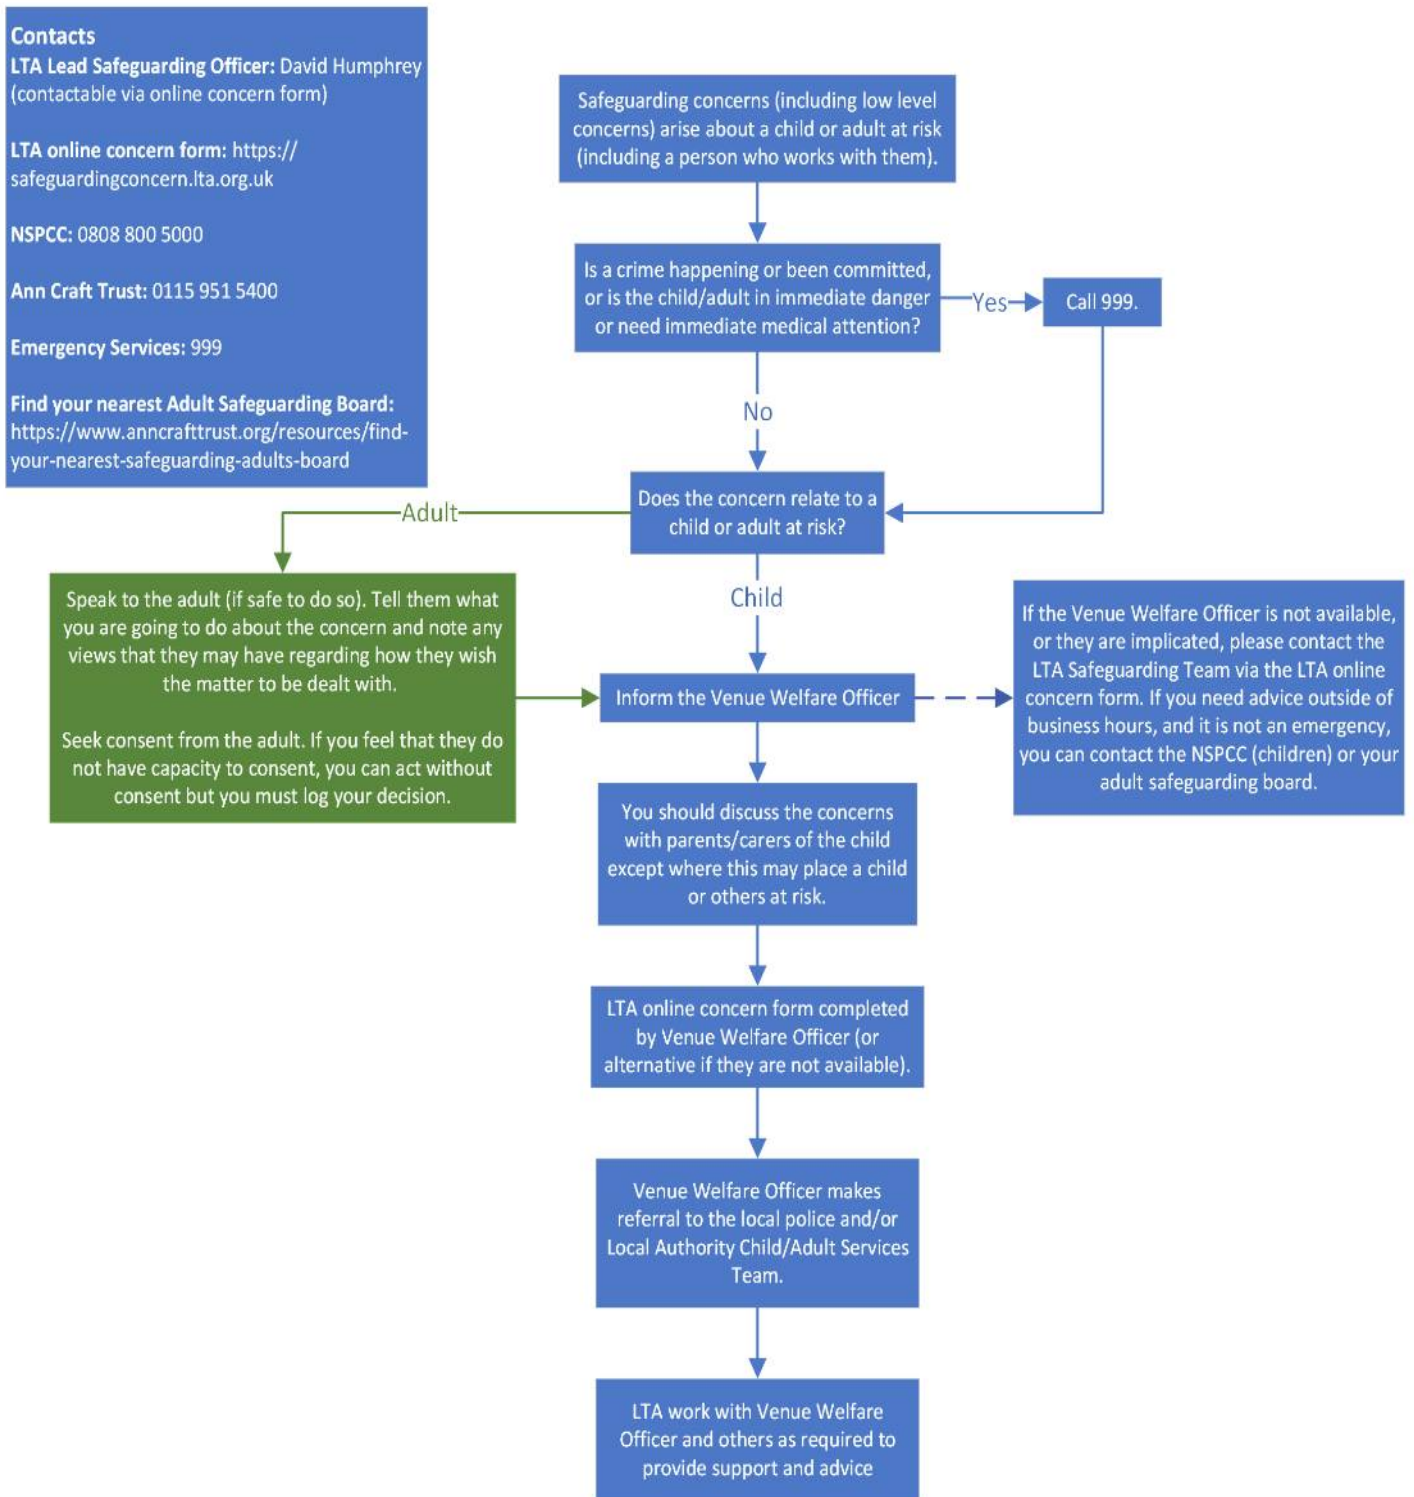 Contacts
LTA Lead Safeguarding Officer: David Humphrey
(contactable via online concern form)
LTA online concern form: https://
safeguardingconcern.lta.org.uk
NSPCC: 0808 800 5000
Ann Craft Trust: 0115 951 5400
Emergency Services: 999
Find your nearest Adult Safeguarding Board:
https://www.anncrafttrust.org/resources/find-
your-nearest-safeguarding-adults-board
Safeguarding concerns (including low level
concerns) arise about a child or adult at risk
(including a person who works with them).
Is a crime happening or been committed,
or is the child/adult in immediate danger
or need immediate medical attention?
Yes
Call 999.
No
Does the concern relate to a
child or adult at risk?
Adult
Speak to the adult (if safe to do so). Tell them what
you are going to do about the concern and note any
views that they may have regarding how they wish
the matter to be dealt with.
Seek consent from the adult. If you feel that they do
not have capacity to consent, you can act without
consent but you must log your decision.
Child
Inform the Venue Welfare Officer
If the Venue Welfare Officer is not available,
or they are implicated, please contact the
LTA Safeguarding Team via the LTA online
concern form. If you need advice outside of
business hours, and it is not an emergency,
you can contact the NSPCC (children) or your
adult safeguarding board.
You should discuss the concerns
with parents/carers of the child
except where this may place a child
or others at risk.
LTA online concern form completed
by Venue Welfare Officer (or
alternative if they are not available).
Venue Welfare Officer makes
referral to the local police and/or
Local Authority Child/Adult Services
Team.
LTA work with Venue Welfare
Officer and others as required to
provide support and advice